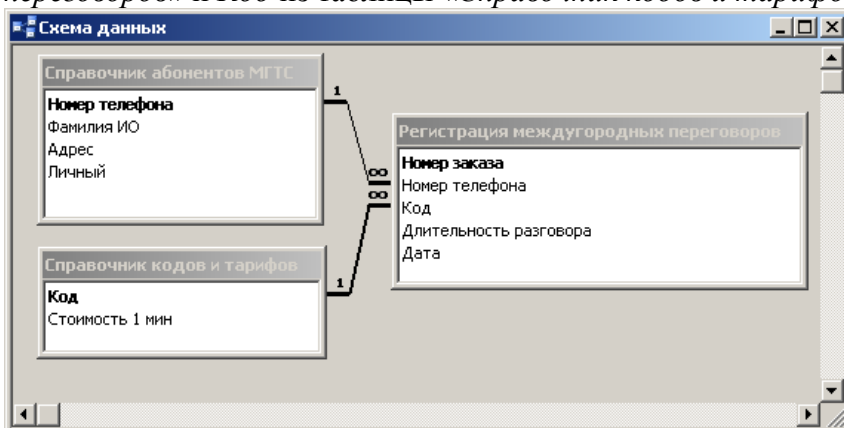 Схема данных
Справочник абонентов МГТС
Номер телефона
Фамилия ИО
Адрес
Личный
1
∞
∞
Регистрация междугородных переговоров
Номер заказа
Номер телефона
Код
Длительность разговора
Дата
Справочник кодов и тарифов
Код
Стоимость 1 мин
1